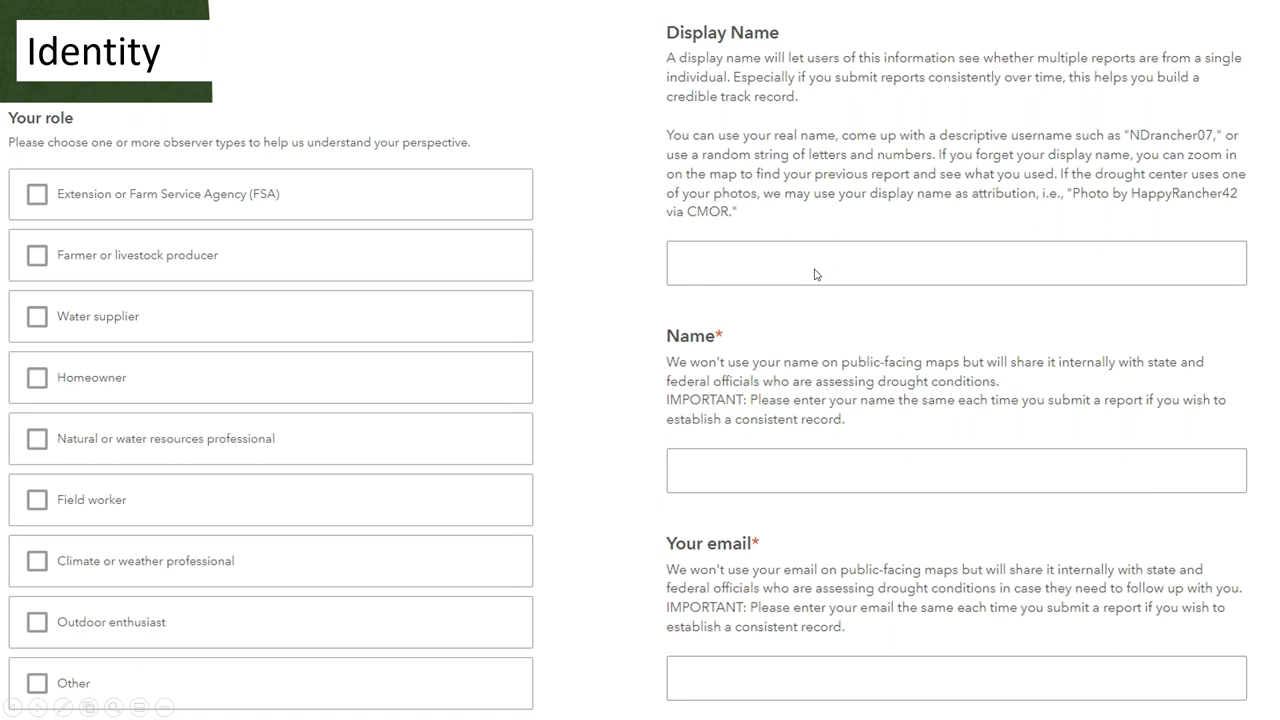 Identity
Your role
Please choose one or more observer types to help us understand your perspective.
Extension or Farm Service Agency (FSA)
Farmer or livestock producer
Water supplier
Homeowner
Natural or water resources professional
Field worker
Climate or weather professional
Outdoor enthusiast
Other
Display Name
A display name will let users of this information see whether multiple reports are from a single
individual. Especially if you submit reports consistently over time, this helps you build a
credible track record.
You can use your real name, come up with a descriptive username such as "NDrancher07," or
use a random string of letters and numbers. If you forget your display name, you can zoom in
on the map to find your previous report and see what you used. If the drought center uses one
of your photos, we may use your display name as attribution, i.e., "Photo by HappyRancher42
via CMOR."
Name*
We won't use your name on public-facing maps but will share it internally with state and
federal officials who are assessing drought conditions.
IMPORTANT: Please enter your name the same each time you submit a report if you wish to
establish a consistent record.
Your email*
We won't use your email on public-facing maps but will share it internally with state and
federal officials who are assessing drought conditions in case they need to follow up with you.
IMPORTANT: Please enter your email the same each time you submit a report if you wish to
establish a consistent record.